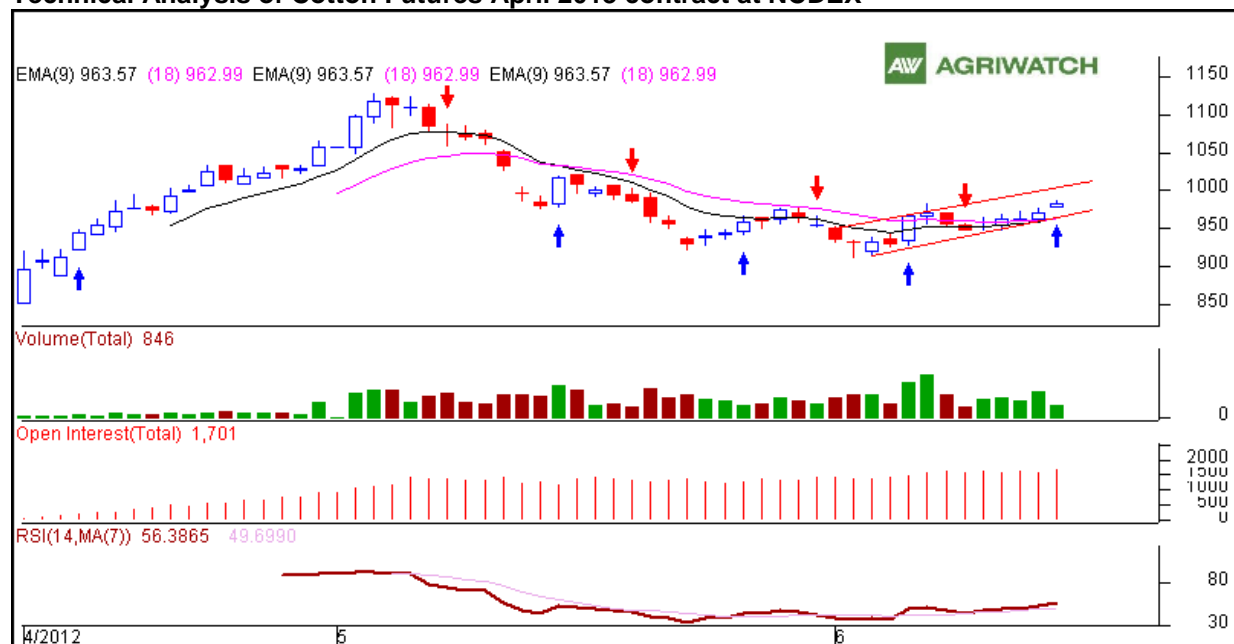 EMA(9) 963.57 (18) 962.99 EMA(9) 963.57 (18) 962.99 EMA(9) 963.57 (18) 962.99
AW AGRIWATCH
1150
1100
1050
1000
950
900
850
Volume(Total) 846
0
Open Interest(Total) 1,701
2000
1500
1000
500
0
RSI(14,MA(7)) 56.3865 49.6990
80
30
4/2012 5 6